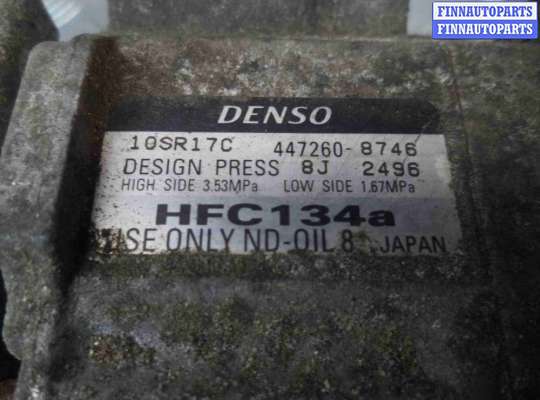 FINNAUTOPARTS
FINNAUTOPARTS
DENSO
10SR17C 447260-8746
DESIGN PRESS 8J 2496
HIGH SIDE 3.53MPa LOW SIDE 1.67MPa
HFC134a
USE ONLY ND-OIL 8 JAPAN